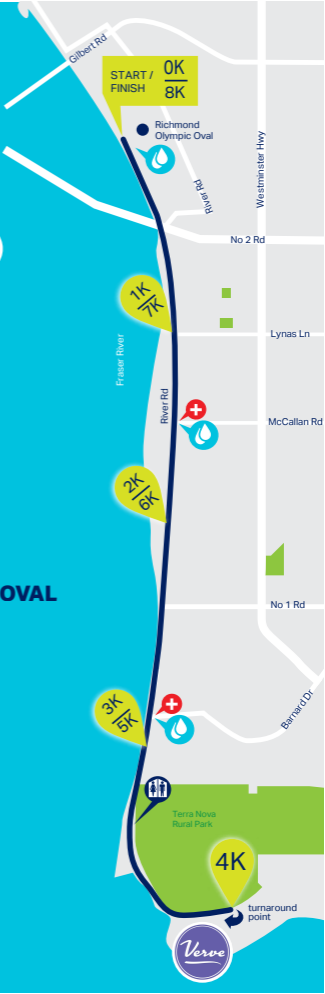 Gilbert Rd
START /
FINISH
0K
8K
Richmond
Olympic Oval
River Rd
Westminster Hwy
No 2 Rd
1K
7K
Lynas Ln
Fraser River
River Rd
McCallan Rd
2K
6K
OVAL
No 1 Rd
3K
5K
Barnard Dr
Terra Nova
Rural Park
4K
turnaround
point
Verve